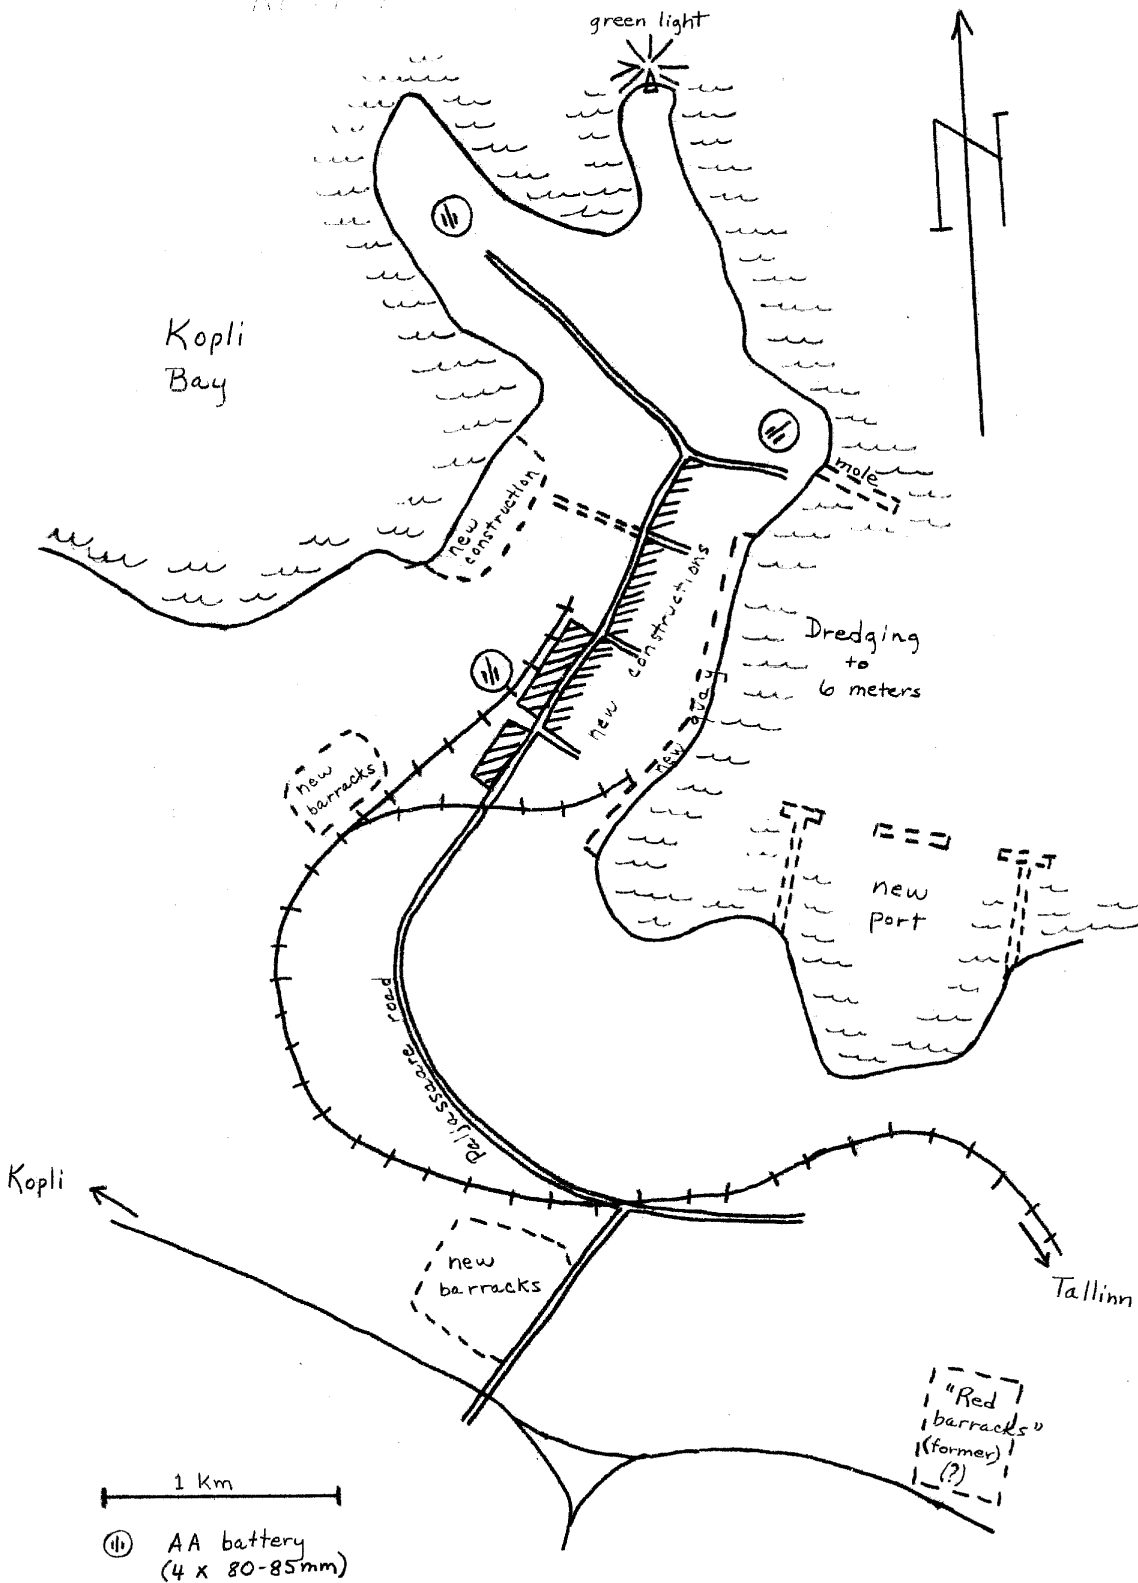 green light
N
Kopli
Bay
mole
new
construction
new constructions
Dredging
to
6 meters
new quay
new
barracks
new
port
Paljassaare road
Kopli
new
barracks
Tallinn
"Red
barracks"
(former)
(?)
1 Km
AA battery
(4 x 80-85mm)